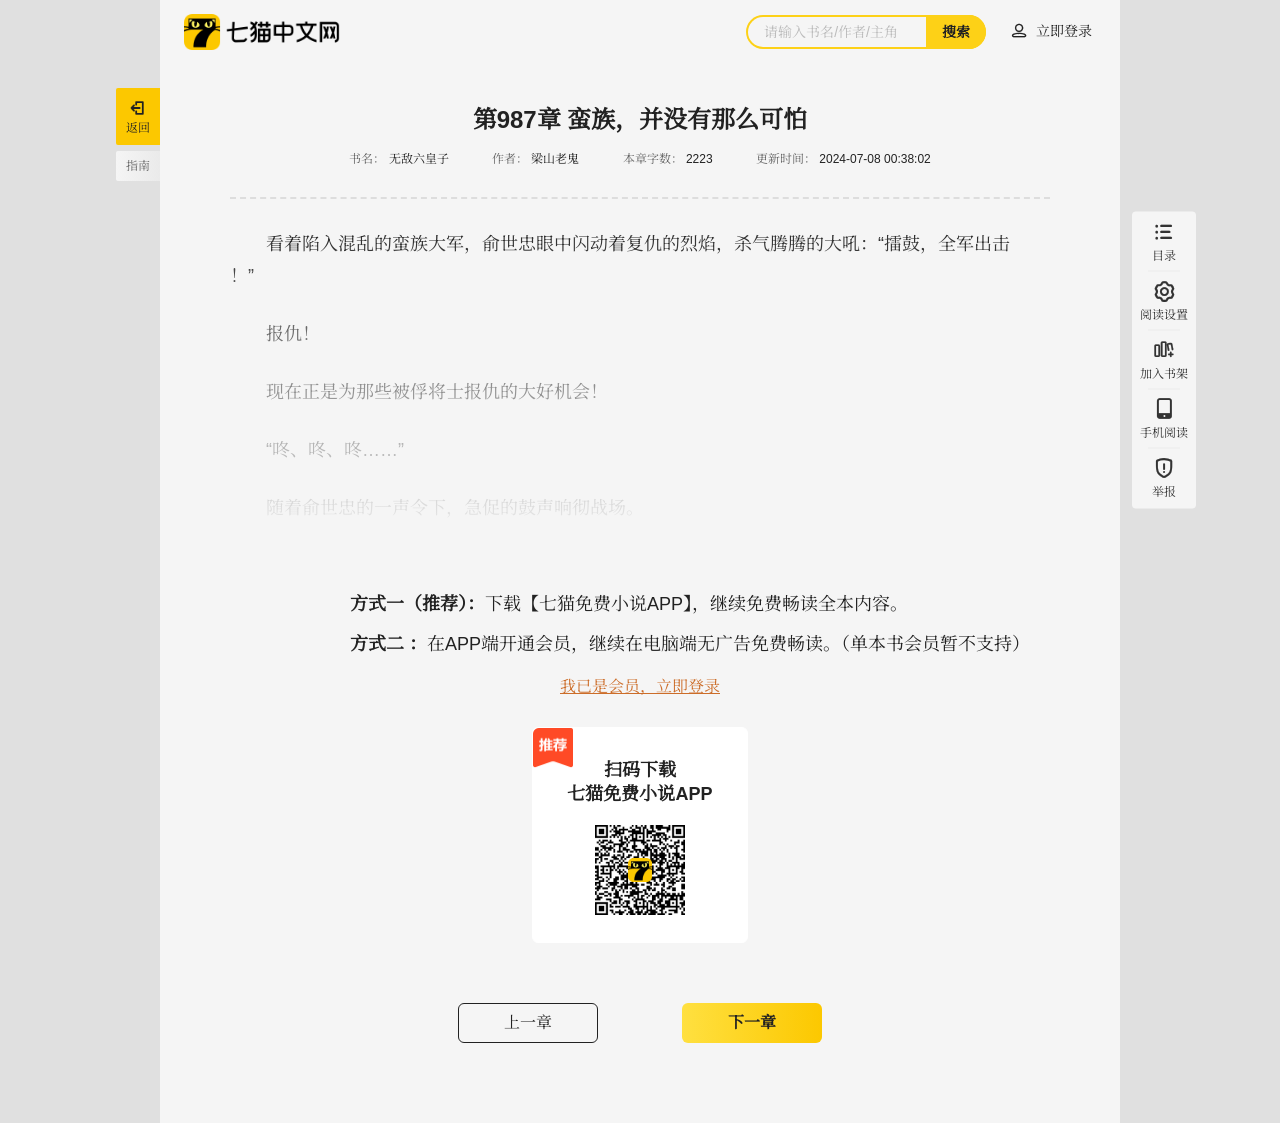 七猫中文网
请输入书名/作者/主角
搜索
立即登录
返回
指南
第987章 蛮族，并没有那么可怕
书名： 无敌六皇子 作者： 梁山老鬼 本章字数： 2223 更新时间： 2024-07-08 00:38:02
看着陷入混乱的蛮族大军，俞世忠眼中闪动着复仇的烈焰，杀气腾腾的大吼：“擂鼓，全军出击
！”
报仇！
现在正是为那些被俘将士报仇的大好机会！
“咚、咚、咚……”
随着俞世忠的一声令下，急促的鼓声响彻战场。
目录
阅读设置
加入书架
手机阅读
举报
方式一（推荐）： 下载【七猫免费小说APP】，继续免费畅读全本内容。
方式二 ： 在APP端开通会员，继续在电脑端无广告免费畅读。（单本书会员暂不支持）
我已是会员，立即登录
推荐
扫码下载
七猫免费小说APP
上一章
下一章